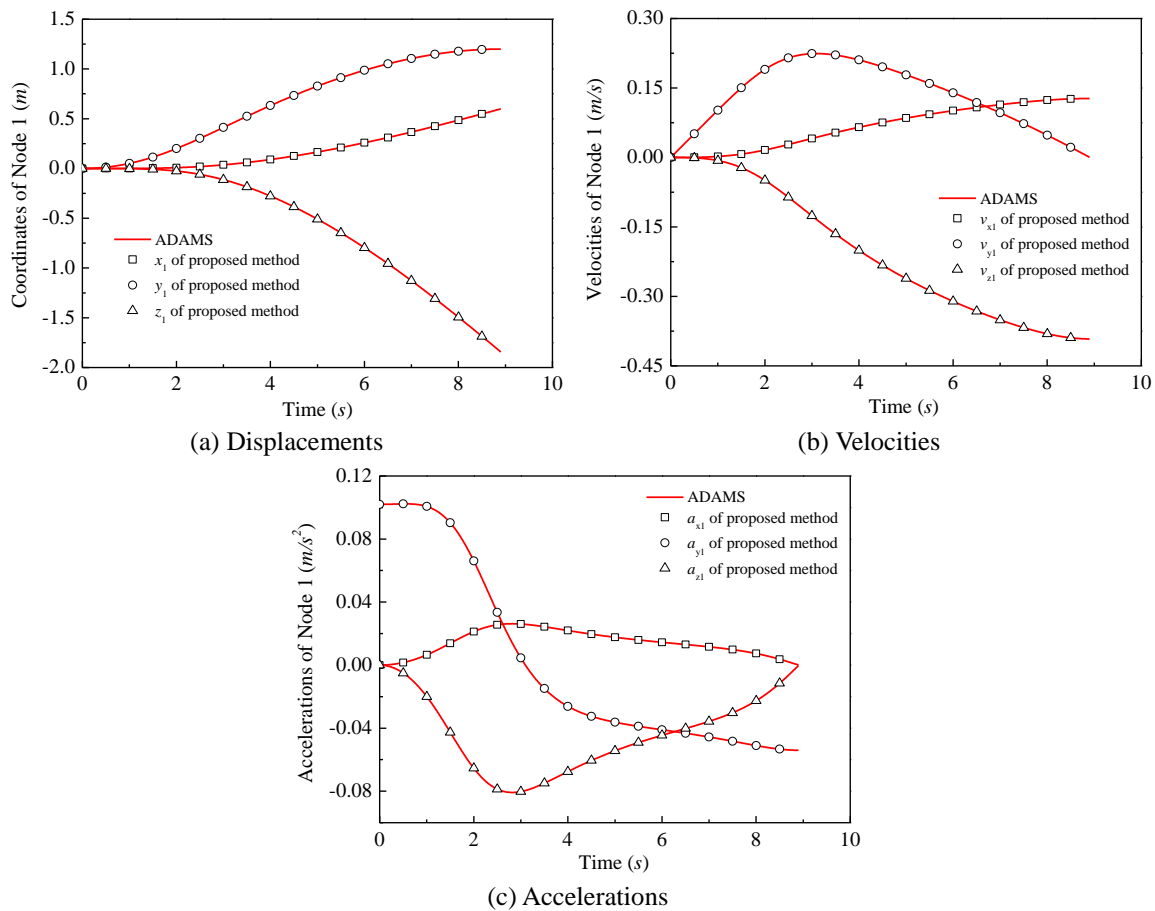 1.5
1.0
0.5
0.0
-0.5
-1.0
-1.5
-2.0
0 2 4 6 8 10
Coordinates of Node 1 (m)
Time (s)
ADAMS
x1 of proposed method
y1 of proposed method
z1 of proposed method
(a) Displacements
0.30
0.15
0.00
-0.15
-0.30
-0.45
0 2 4 6 8 10
Velocities of Node 1 (m/s)
Time (s)
ADAMS
vx1 of proposed method
vy1 of proposed method
vz1 of proposed method
(b) Velocities
0.12
0.08
0.04
0.00
-0.04
-0.08
0 2 4 6 8 10
Accelerations of Node 1 (m/s²)
Time (s)
ADAMS
ax1 of proposed method
ay1 of proposed method
az1 of proposed method
(c) Accelerations